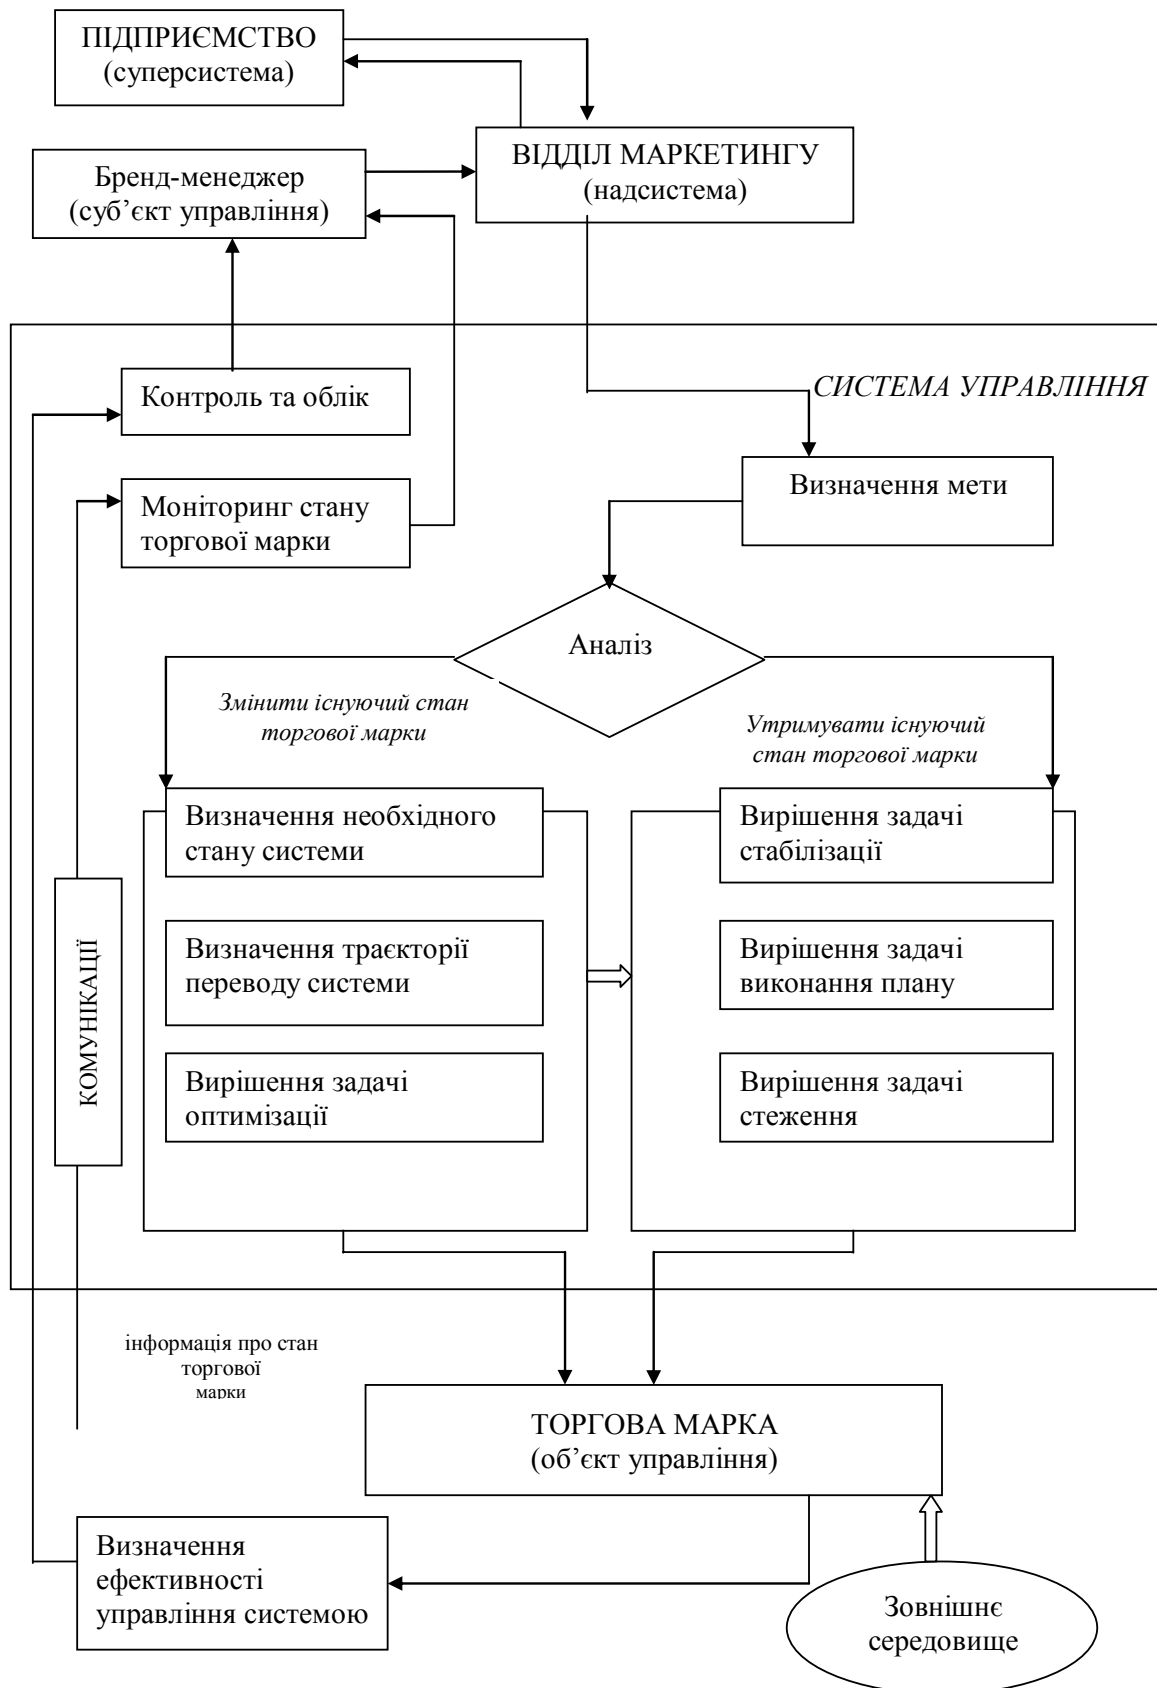 ПІДПРИЄМСТВО
(суперсистема)
ВІДДІЛ МАРКЕТИНГУ
(надсистема)
Бренд-менеджер
(суб’єкт управління)
СИСТЕМА УПРАВЛІННЯ
Контроль та облік
Визначення мети
Моніторинг стану
торгової марки
Аналіз
Змінити існуючий стан
торгової марки
Утримувати існуючий
стан торгової марки
Визначення необхідного
стану системи
Вирішення задачі
стабілізації
Визначення траєкторії
переводу системи
Вирішення задачі
виконання плану
Вирішення задачі
оптимізації
Вирішення задачі
стеження
КОМУНІКАЦІЇ
інформація про стан
торгової
марки
ТОРГОВА МАРКА
(об’єкт управління)
Визначення
ефективності
управління системою
Зовнішнє
середовище